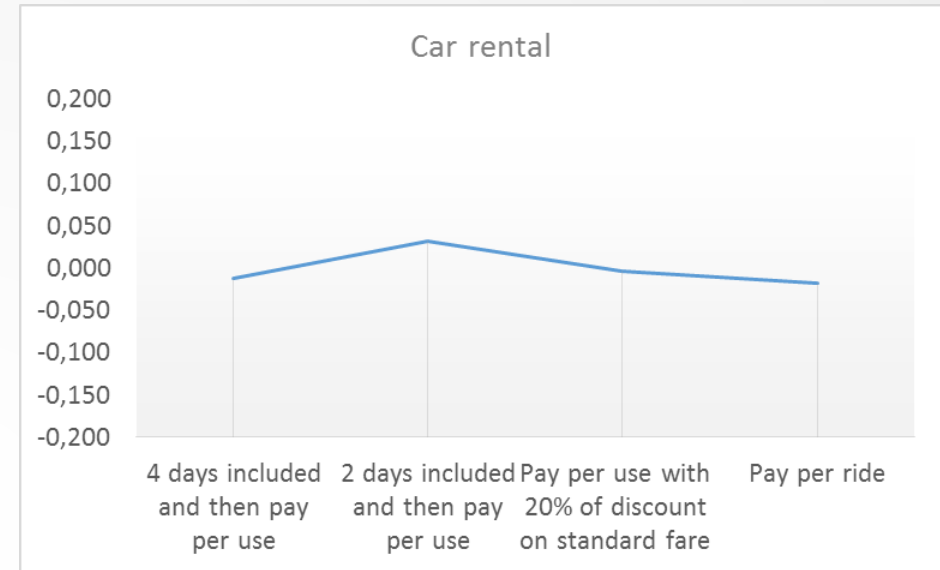 Car rental
0,200
0,150
0,100
0,050
0,000
-0,050
-0,100
-0,150
-0,200
4 days included
and then pay
per use
2 days included
and then pay
per use
Pay per use with
20% of discount
on standard fare
Pay per ride